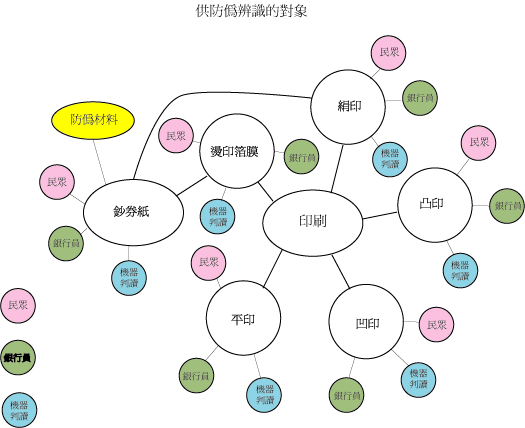 供防偽辨識的對象
民眾
絹印
銀行員
機器
判讀
防偽材料
民眾
燙印箔膜
銀行員
機器
判讀
民眾
凸印
銀行員
機器
判讀
民眾
鈔券紙
銀行員
機器
判讀
印刷
民眾
平印
銀行員
機器
判讀
凹印
民眾
機器
判讀
銀行員
民眾
銀行員
機器
判讀